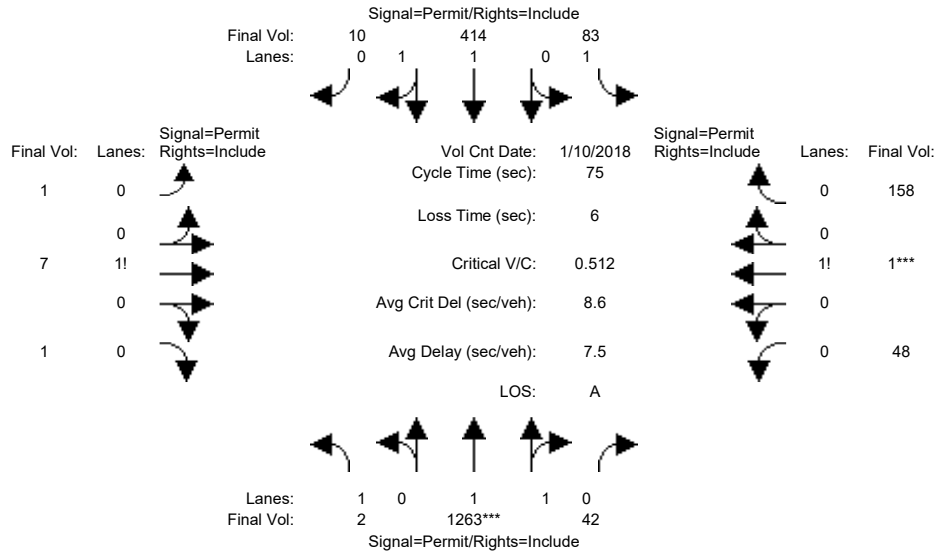 Signal=Permit/Rights=Include
Final Vol: 10 414 83
Lanes: 0 1 1 0 1
Signal=Permit Signal=Permit
Final Vol: Lanes: Rights=Include Vol Cnt Date: 1/10/2018 Rights=Include Lanes: Final Vol:
Cycle Time (sec): 75
1 0 0 158
Loss Time (sec): 6
0 0
7 1! Critical V/C: 0.512 1! 1***
0 Avg Crit Del (sec/veh): 8.6 0
1 0 Avg Delay (sec/veh): 7.5 0 48
LOS: A
Lanes: 1 0 1 1 0
Final Vol: 2 1263*** 42
Signal=Permit/Rights=Include